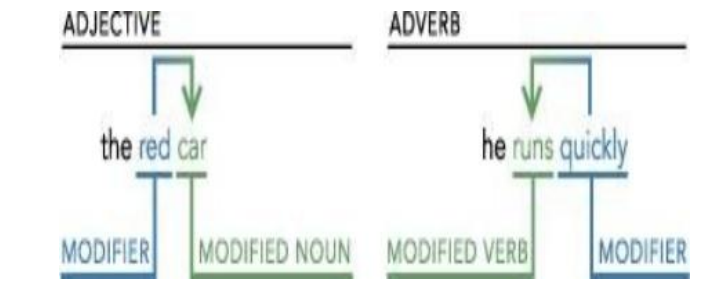 ADJECTIVE
the red car
MODIFIER MODIFIED NOUN
ADVERB
he runs quickly
MODIFIED VERB MODIFIER